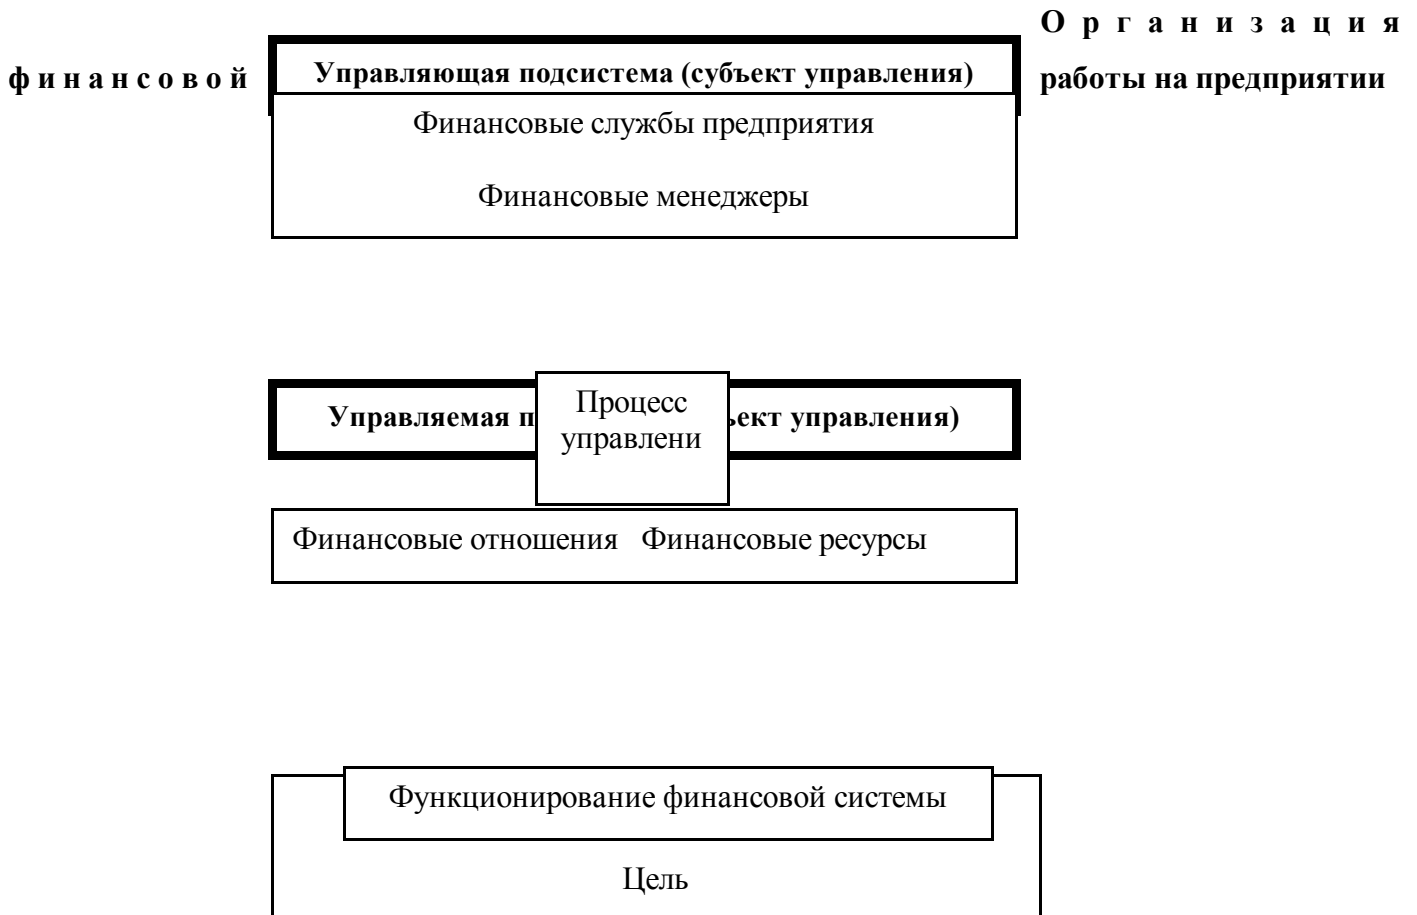 Организация
финансовой
работы на предприятии
Управляющая подсистема (субъект управления)
Финансовые службы предприятия
Финансовые менеджеры
Управляемая п
ъект управления)
Процесс
управлени
Финансовые отношения Финансовые ресурсы
Функционирование финансовой системы
Цель